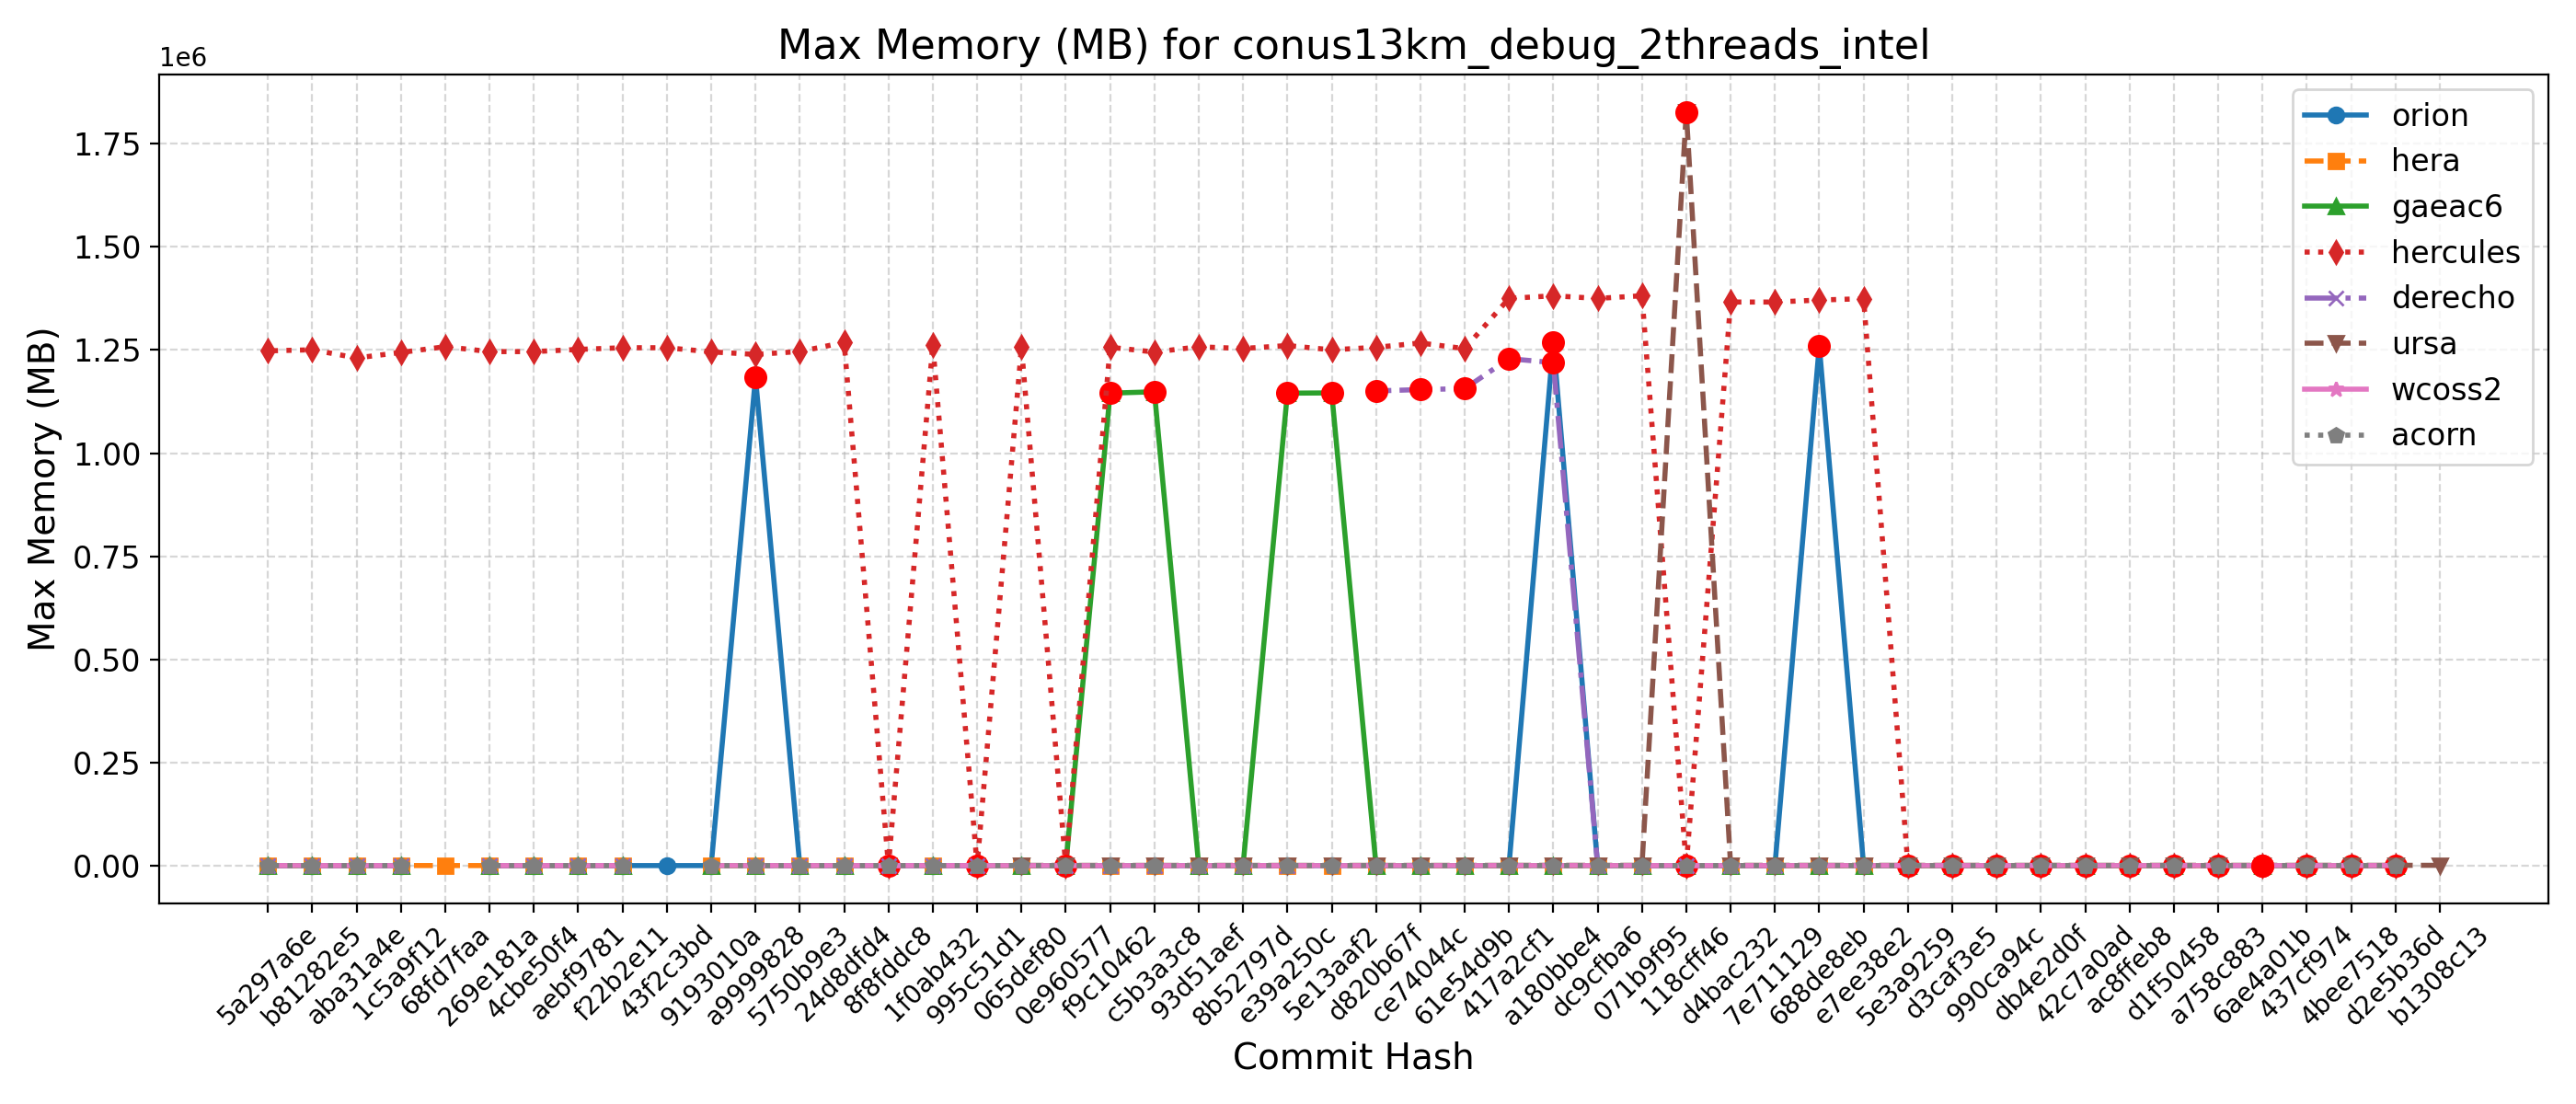 Max Memory (MB) for conus13km_debug_2threads_intel
1e6
1.75
1.50
1.25
1.00
0.75
0.50
0.25
0.00
Max Memory (MB)
orion
hera
gaeac6
hercules
derecho
ursa
wcoss2
acorn
5a297a6e
b81282e5
aba31a4e
1c5a9f12
68fd7faa
269e181a
4cbe50f4
aebf9781
f22b2e11
43f2c3bd
9193010a
a9999828
5750b9e3
24d8dfd4
8f8fddc8
1f0ab432
995c51d1
065def80
0e960577
f9c10462
c5b3a3c8
93d51aef
8b52797d
e39a250c
5e13aaf2
d820b67f
ce74044c
61e54d9b
417a2cf1
a180bbe4
dc9cfba6
071b9f95
118cff46
d4bac232
7e711129
688de8eb
e7ee38e2
5e3a9259
d3caf3e5
990ca94c
db4e2d0f
42c7a0ad
ac8ffeb8
d1f50458
a758c883
6ae4a01b
437cf974
4bee7518
d2e5b36d
b1308c13
Commit Hash